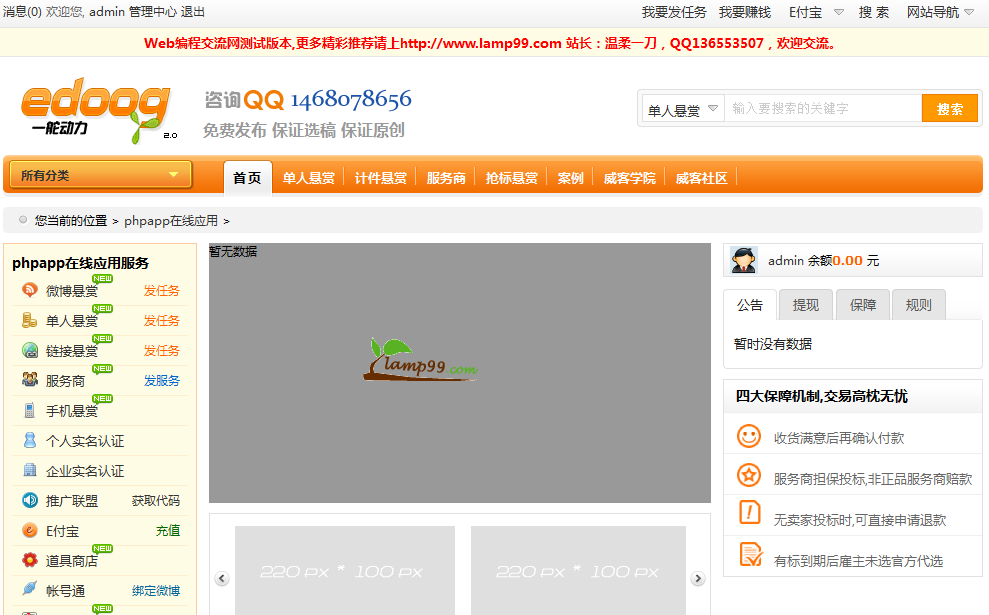 消息(0) 欢迎您, admin 管理中心 退出 我要发任务 我要赚钱 E付宝 搜 索 网站导航
Web编程交流网测试版本,更多精彩推荐请上http://www.lamp99.com 站长：温柔一刀，QQ136553507，欢迎交流。
edoog
一能动力 2.0
咨询QQ 1468078656
免费发布 保证选稿 保证原创
单人悬赏 输入要搜索的关键字 搜索
所有分类 首页 单人悬赏 计件悬赏 服务商 抢标悬赏 案例 威客学院 威客社区
您当前的位置 > phpapp在线应用 >
phpapp在线应用服务
微博悬赏 NEW 发任务
单人悬赏 NEW 发任务
链接悬赏 NEW 发任务
服务商 NEW 发服务
手机悬赏 NEW
个人实名认证
企业实名认证
推广联盟 获取代码
E付宝 充值
道具商店 NEW
帐号通 绑定微博
NEW
暂无数据
lamp99.com
220 px * 100 px
220 px * 100 px
admin 余额0.00 元
公告 提现 保障 规则
暂时没有数据
四大保障机制,交易高枕无忧
收货满意后再确认付款
服务商担保投标,非正品服务商赔款
无卖家投标时,可直接申请退款
有标到期后雇主未选官方代选